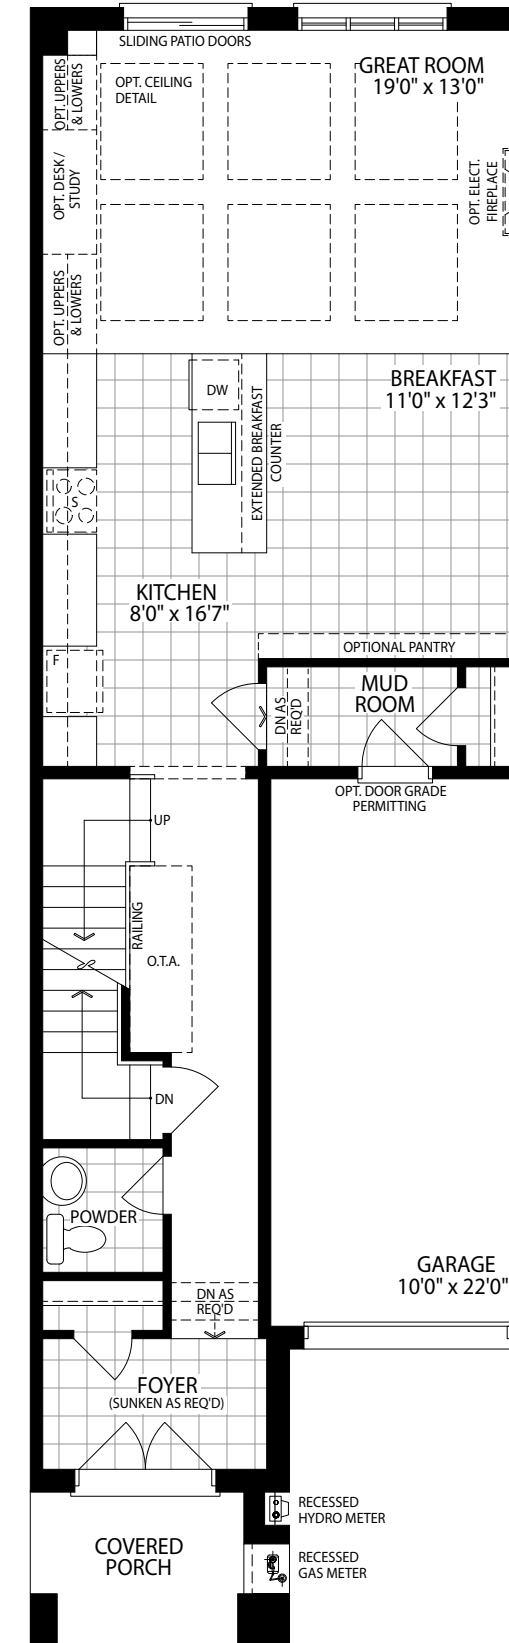 SLIDING PATIO DOORS
GREAT ROOM
19'0" x 13'0"
OPT. CEILING
DETAIL
OPT. UPPERS
& LOWERS
OPT. DESK/
STUDY
OPT. ELECT.
FIREPLACE
OPT. UPPERS
& LOWERS
BREAKFAST
11'0" x 12'3"
DW
EXTENDED BREAKFAST
COUNTER
S
KITCHEN
8'0" x 16'7"
OPTIONAL PANTRY
F
MUD
ROOM
DN AS
REQ'D
OPT. DOOR GRADE
PERMITTING
UP
RAILING
O.T.A.
DN
POWDER
GARAGE
10'0" x 22'0"
DN AS
REQ'D
FOYER
(SUNKEN AS REQ'D)
RECESSED
HYDRO METER
COVERED
PORCH
RECESSED
GAS METER